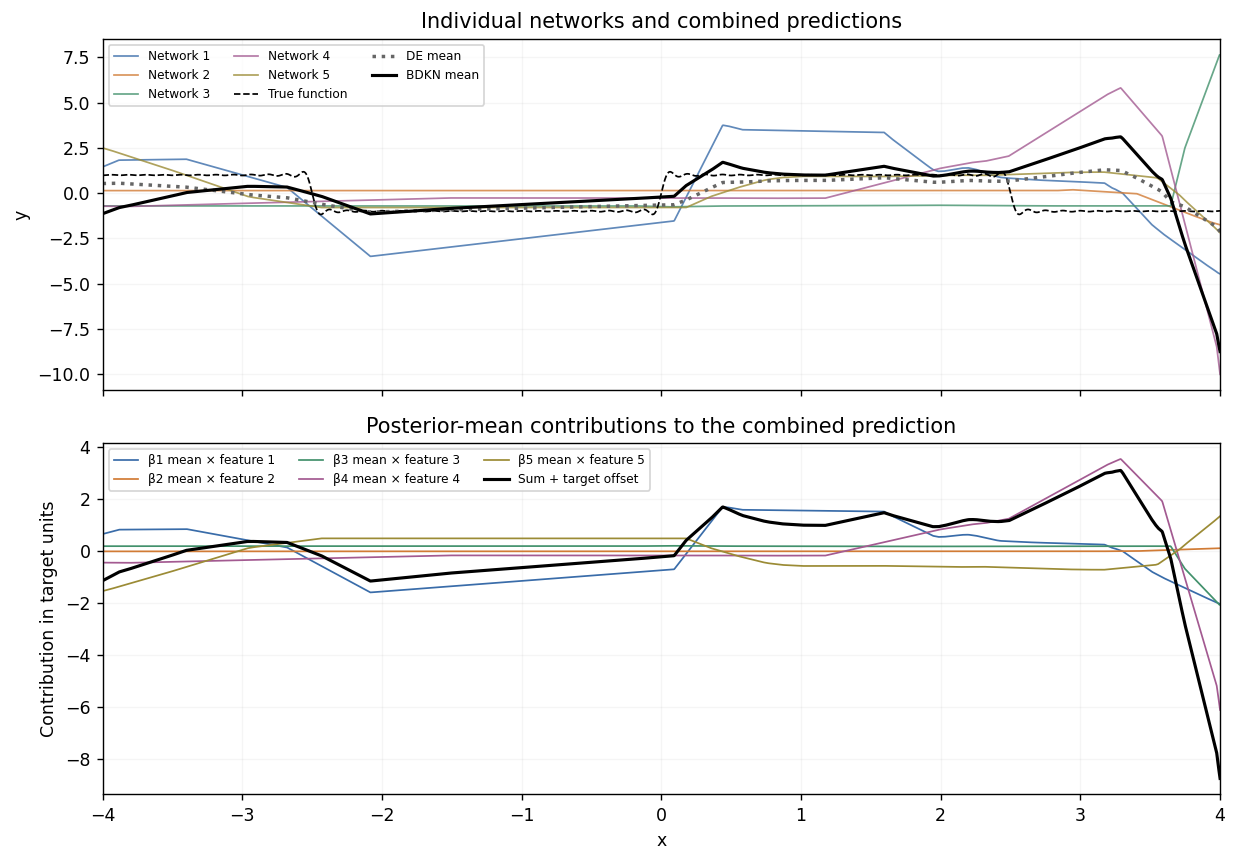 Individual networks and combined predictions
Network 1 Network 4 DE mean
Network 2 Network 5 BDKN mean
Network 3 True function
7.5
5.0
2.5
0.0
−2.5
−5.0
−7.5
−10.0
y
Posterior-mean contributions to the combined prediction
β1 mean × feature 1 β3 mean × feature 3 β5 mean × feature 5
β2 mean × feature 2 β4 mean × feature 4 Sum + target offset
4
2
0
−2
−4
−6
−8
Contribution in target units
−4 −3 −2 −1 0 1 2 3 4
x